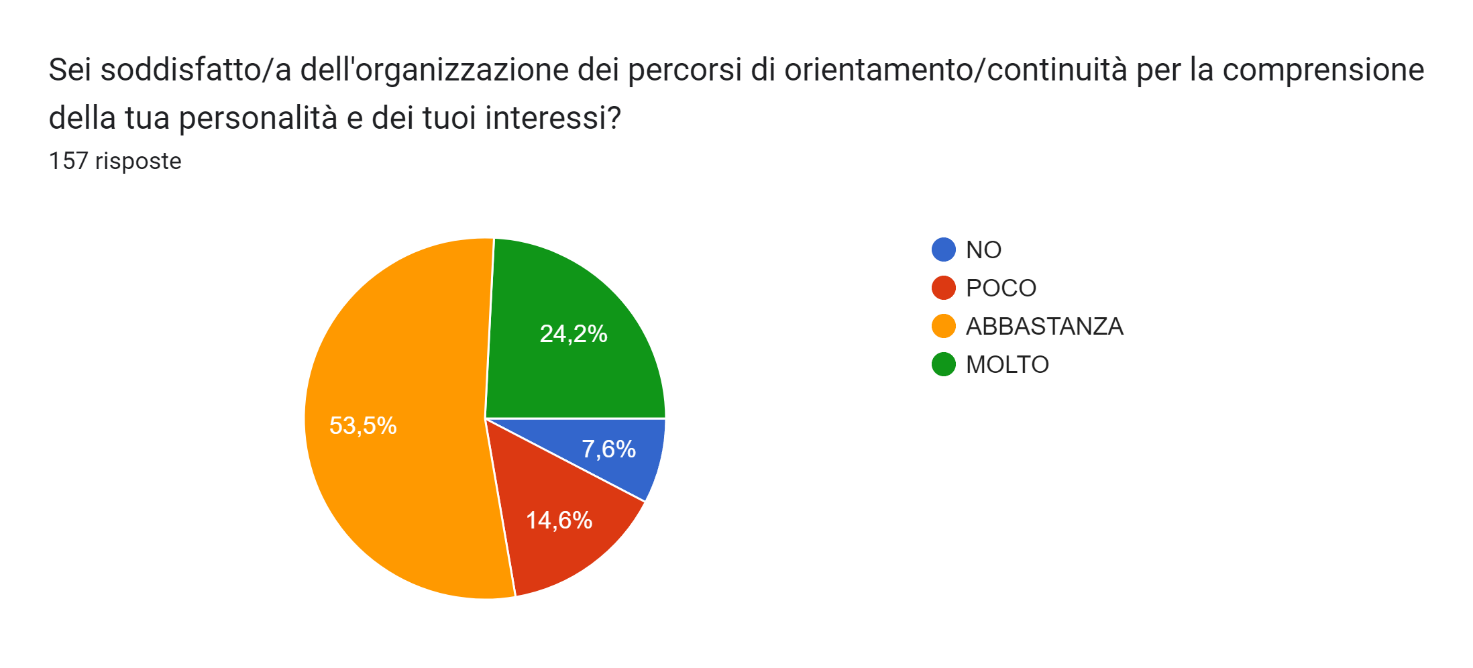 Sei soddisfatto/a dell'organizzazione dei percorsi di orientamento/continuità per la comprensione
della tua personalità e dei tuoi interessi?
157 risposte
NO
POCO
ABBASTANZA
MOLTO
24,2%
53,5%
7,6%
14,6%